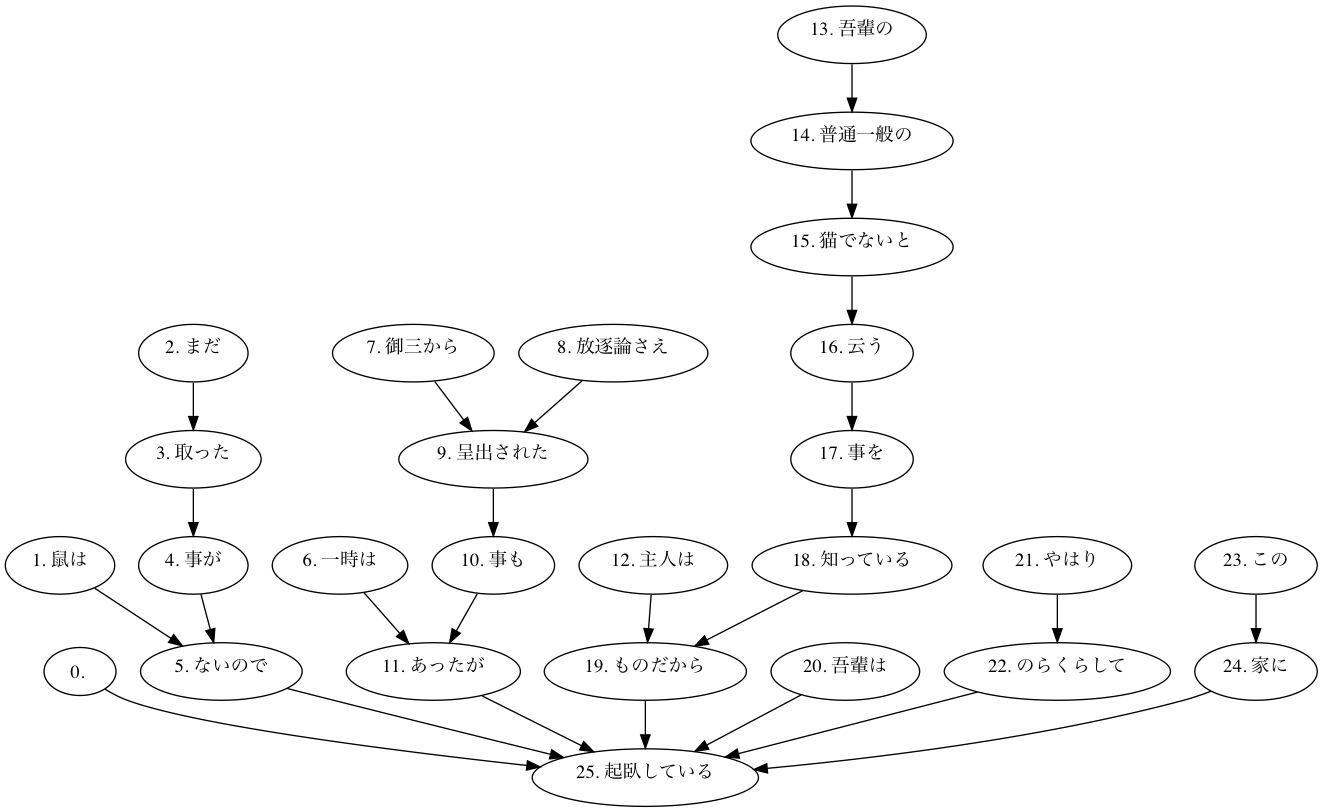 13. 吾輩の
14. 普通一般の
15. 猫でないと
2. まだ
7. 御三から
8. 放逐論さえ
16. 云う
3. 取った
9. 呈出された
17. 事を
1. 鼠は
4. 事が
6. 一時は
10. 事も
12. 主人は
18. 知っている
21. やはり
23. この
0.
5. ないので
11. あったが
19. ものだから
20. 吾輩は
22. のらくらして
24. 家に
25. 起臥している